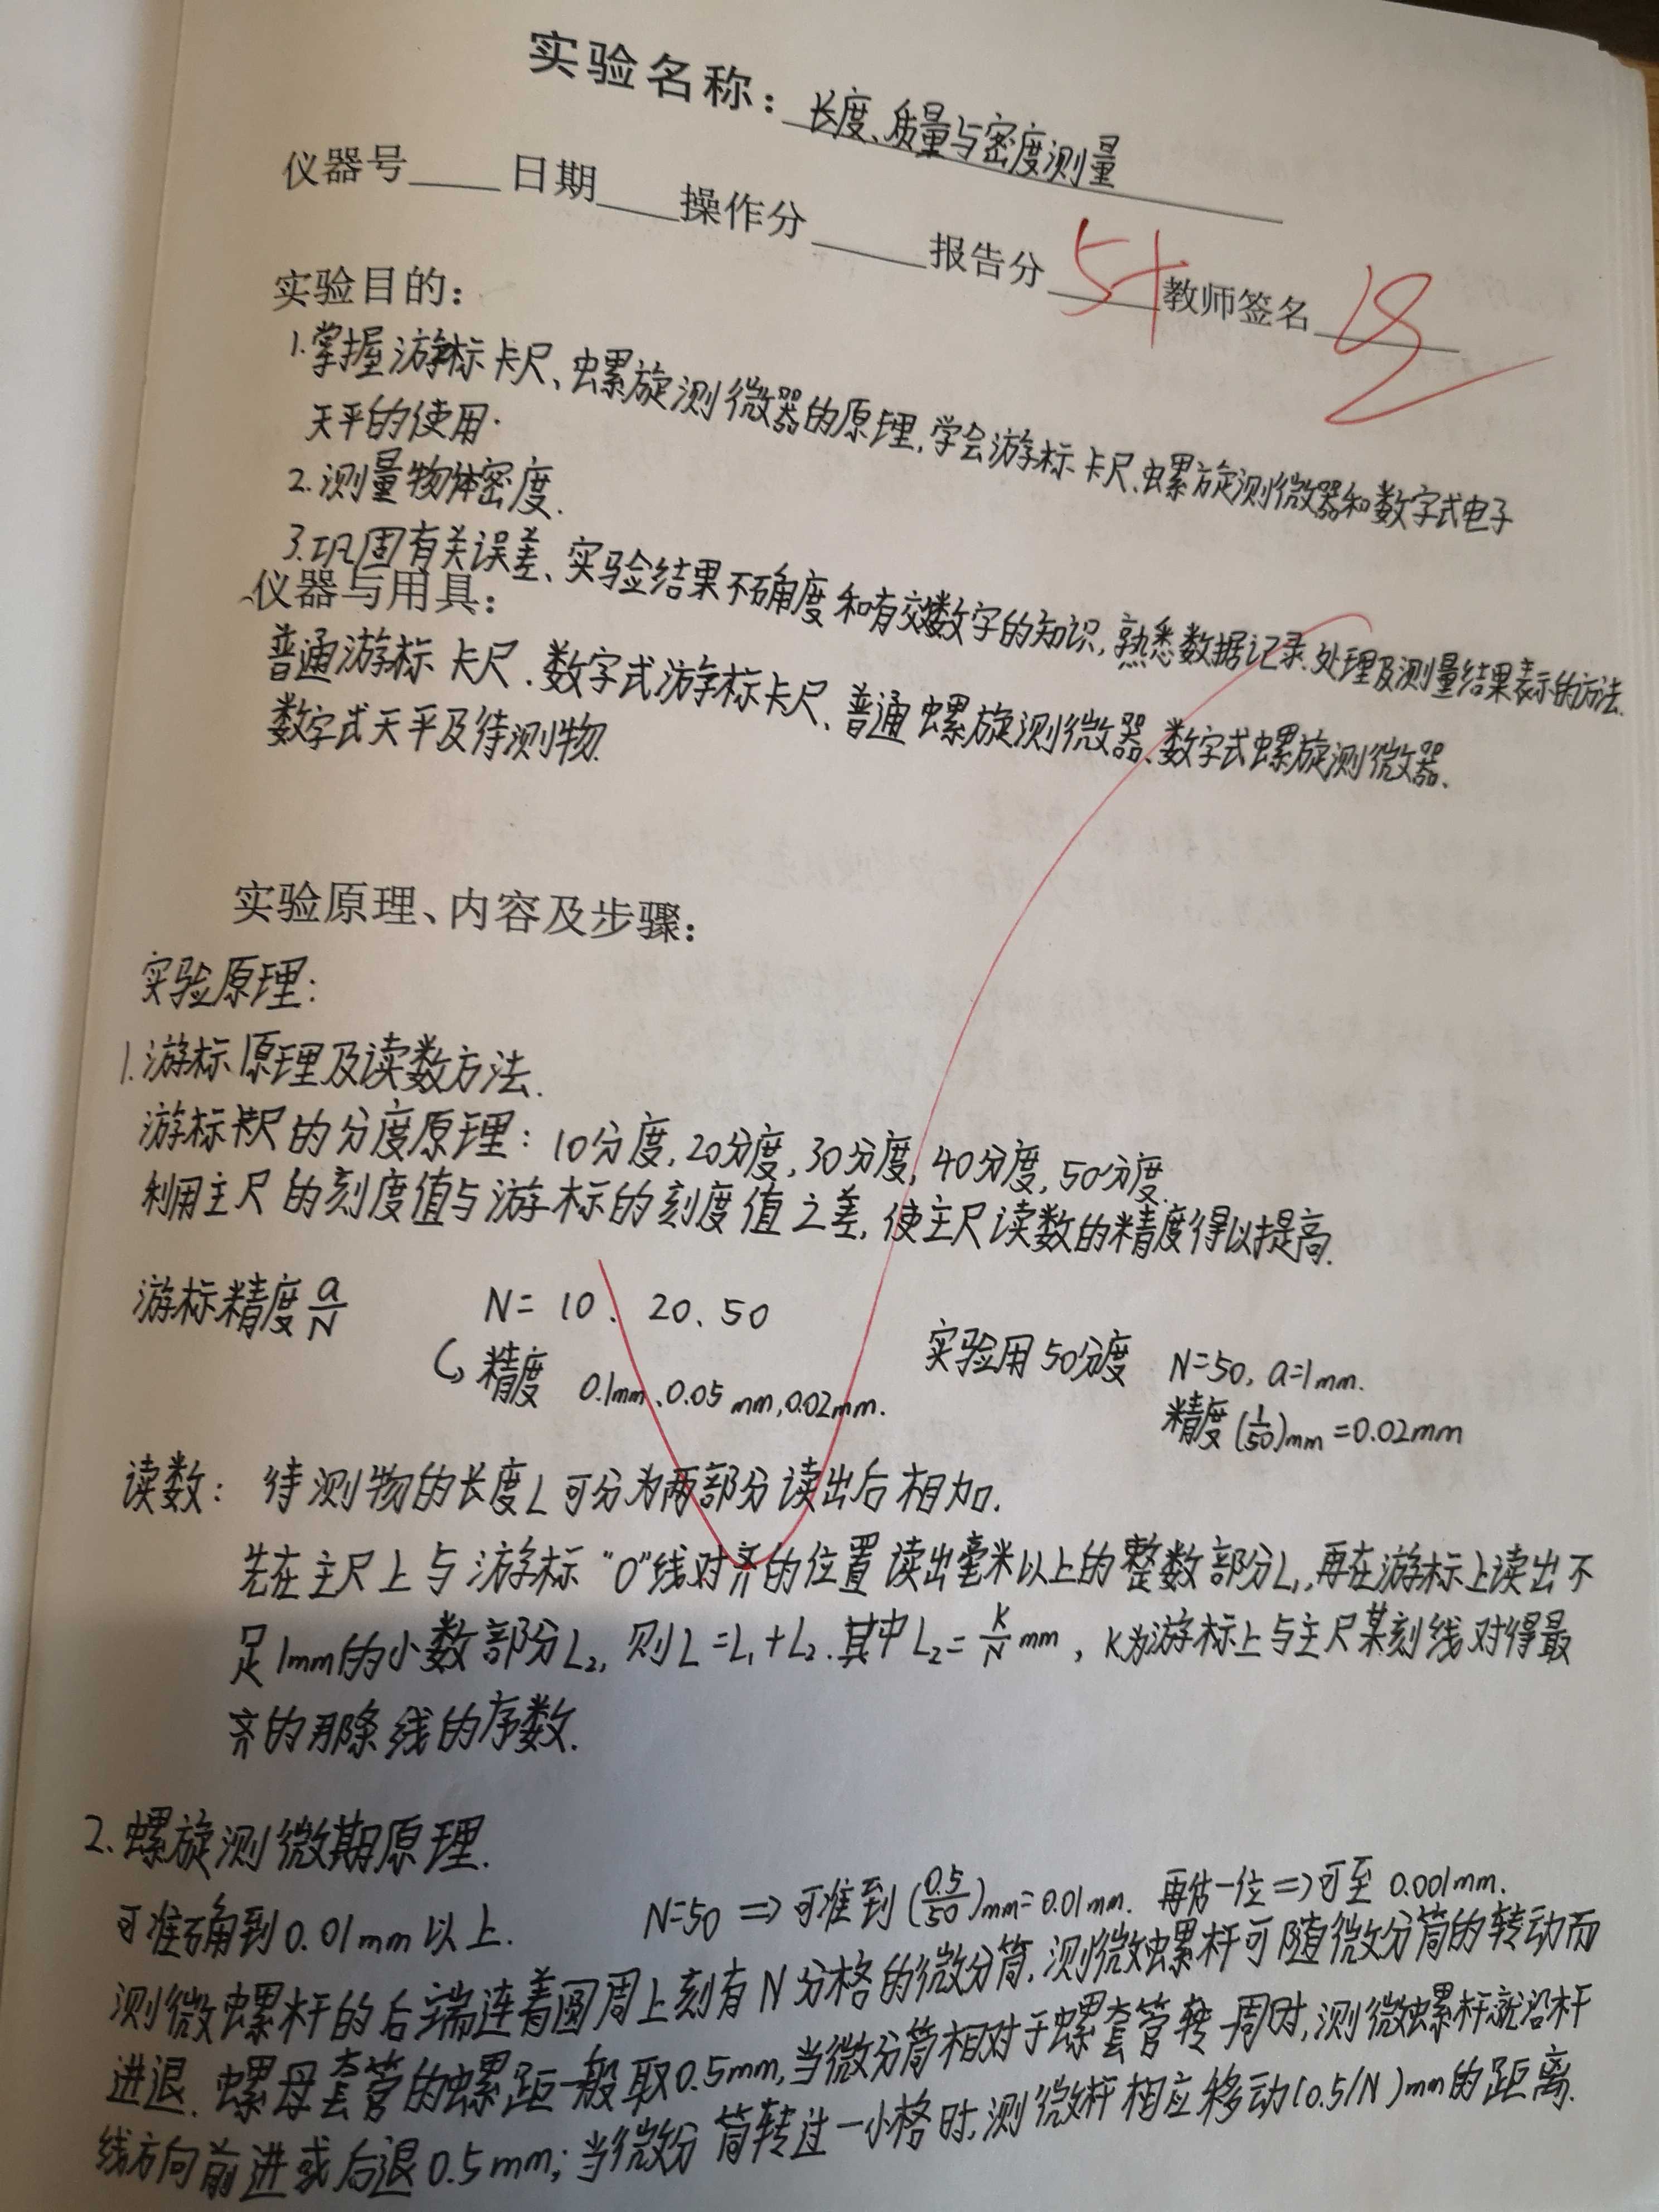 实验名称：长度、质量与密度测量
仪器号____日期____操作分____报告分 5+ 教师签名____
实验目的：
1.掌握游标卡尺、螺旋测微器的原理,学会游标卡尺、螺旋测微器和数字式电子
天平的使用.
2.测量物体密度.
3.巩固有关误差、实验结果不确度和有效数字的知识,熟悉数据记录、处理及测量结果表示的方法.
仪器与用具：
普通游标卡尺、数字式游标卡尺、普通螺旋测微器、数字式螺旋测微器、
数字式天平及待测物.
实验原理、内容及步骤：
实验原理：
1.游标原理及读数方法.
游标卡尺的分度原理：10分度,20分度,30分度,40分度,50分度.
利用主尺的刻度值与游标的刻度值之差,使主尺读数的精度得以提高.
游标精度 a/N N=10、20、50 实验用50分度 N=50, a=1mm.
↳精度 0.1mm、0.05mm,0.02mm. 精度(1/50)mm=0.02mm
读数：待测物的长度L可分为两部分读出后相加.
先在主尺上与游标"0"线对齐的位置读出毫米以上的整数部分L₁,再在游标上读出不
足1mm的小数部分L₂,则L=L₁+L₂.其中L₂=K/N mm，K为游标上与主尺某刻线对得最
齐的那条线的序数.
2.螺旋测微期原理.
可准确到0.01mm以上. N=50 ⇒可准到(0.5/50)mm=0.01mm. 再估一位⇒可至0.001mm.
测微螺杆的后端连着圆周上刻有N分格的微分筒,测微螺杆可随微分筒的转动而
进退.螺母套管的螺距一般取0.5mm,当微分筒相对于螺套管转一周时,测微螺杆就沿杆
线方向前进或后退0.5mm;当微分筒转过一小格时,测微杆相应移动(0.5/N)mm的距离.